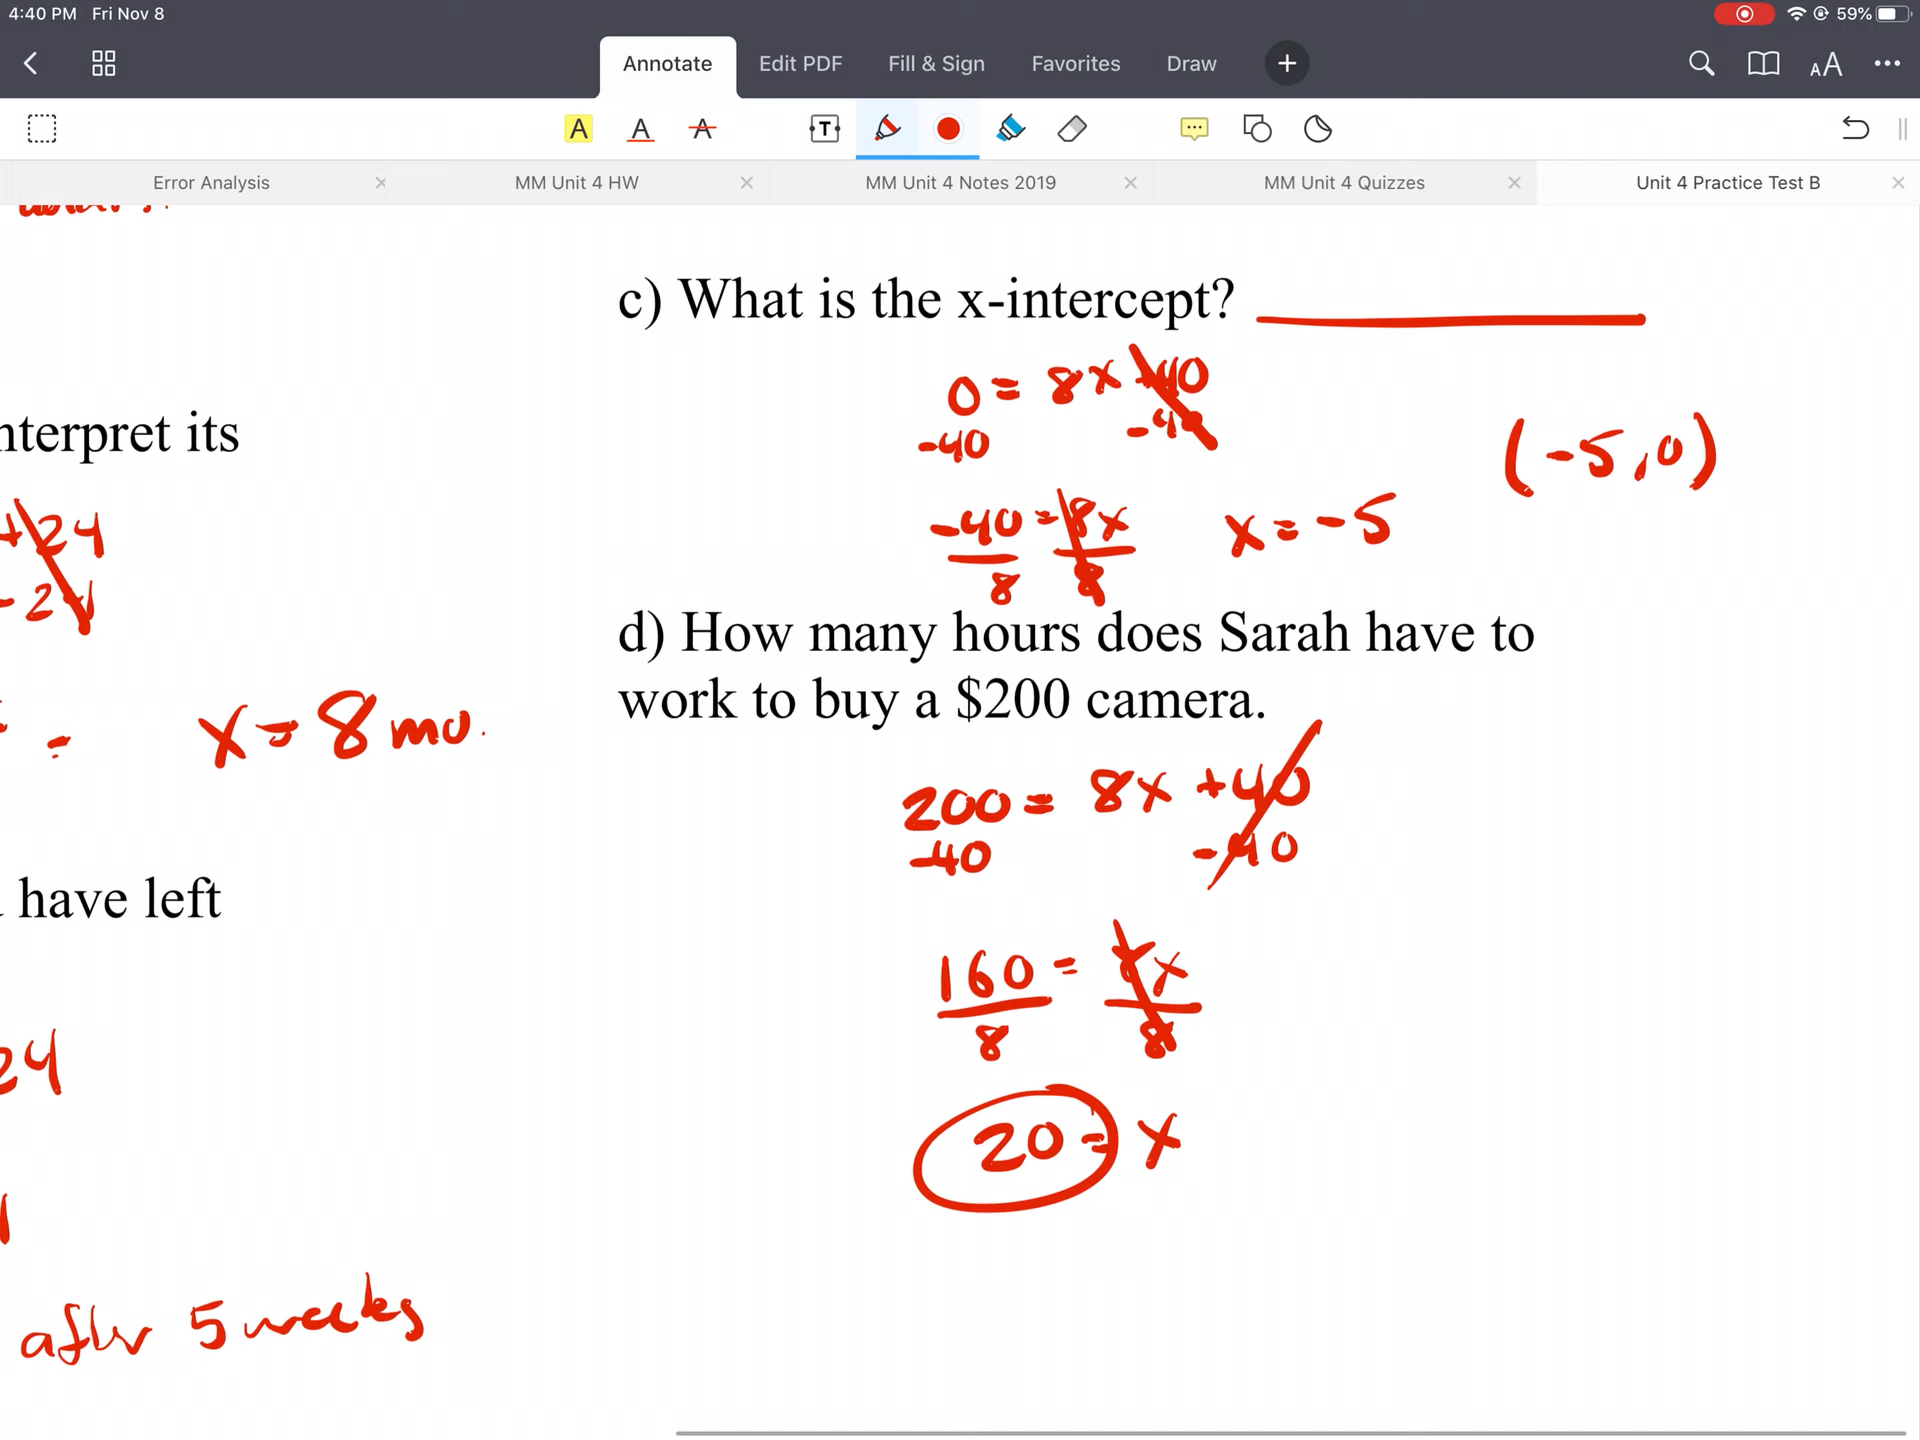 4:40 PM Fri Nov 8
59%
Annotate Edit PDF Fill & Sign Favorites Draw
Error Analysis MM Unit 4 HW MM Unit 4 Notes 2019 MM Unit 4 Quizzes Unit 4 Practice Test B
c) What is the x-intercept?
0 = 8x +40
-40 -40
(-5,0)
-40 = 8x
8 8
x = -5
nterpret its
+24
- 24
d) How many hours does Sarah have to
work to buy a $200 camera.
= x = 8 mo.
200 = 8x +40
-40 -40
have left
160 = 8x
8 8
24
20 = x
after 5 weeks